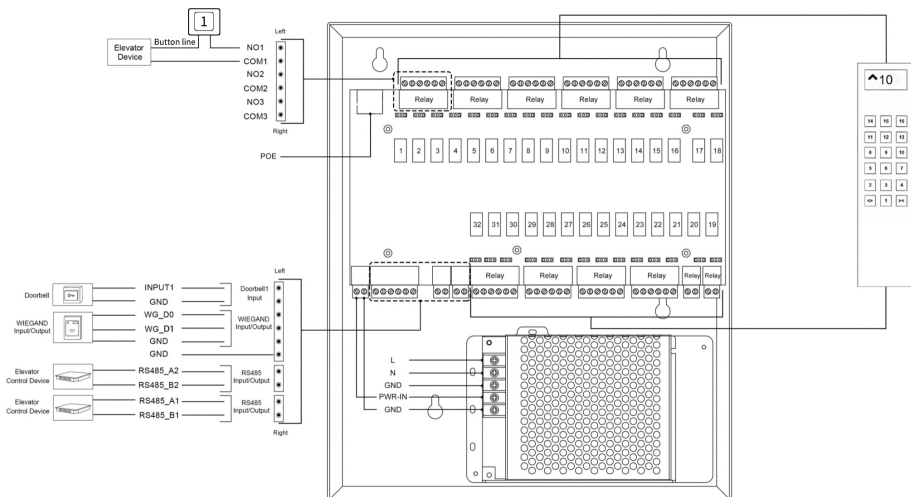 1
Elevator
Device
Button line
Left
NO1
COM1
NO2
COM2
NO3
COM3
Right
POE
Relay Relay Relay Relay Relay Relay
1 2 3 4 5 6 7 8 9 10 11 12 13 14 15 16 17 18
32 31 30 29 28 27 26 25 24 23 22 21 20 19
Relay Relay Relay Relay Relay Relay
10
14 15 16
11 12 13
8 9 10
5 6 7
2 3 4
<> 1 ><
Left
Doorbell
INPUT1
GND
Doorbell1
Input
WIEGAND
Input/Output
WG_D0
WG_D1
GND
WIEGAND
Input/Output
GND
Elevator
Control Device
RS485_A2
RS485_B2
RS485
Input/Output
Elevator
Control Device
RS485_A1
RS485_B1
RS485
Input/Output
Right
L
N
GND
PWR-IN
GND